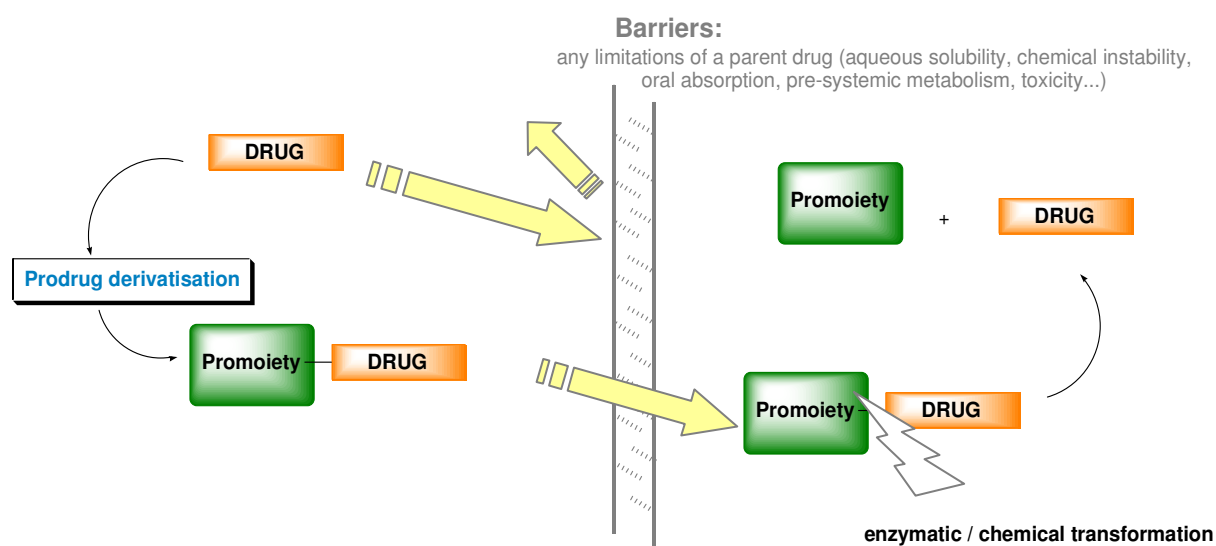 Barriers:
any limitations of a parent drug (aqueous solubility, chemical instability,
oral absorption, pre-systemic metabolism, toxicity...)
DRUG
Prodrug derivatisation
Promoiety
DRUG
Promoiety
+
DRUG
Promoiety
DRUG
enzymatic / chemical transformation